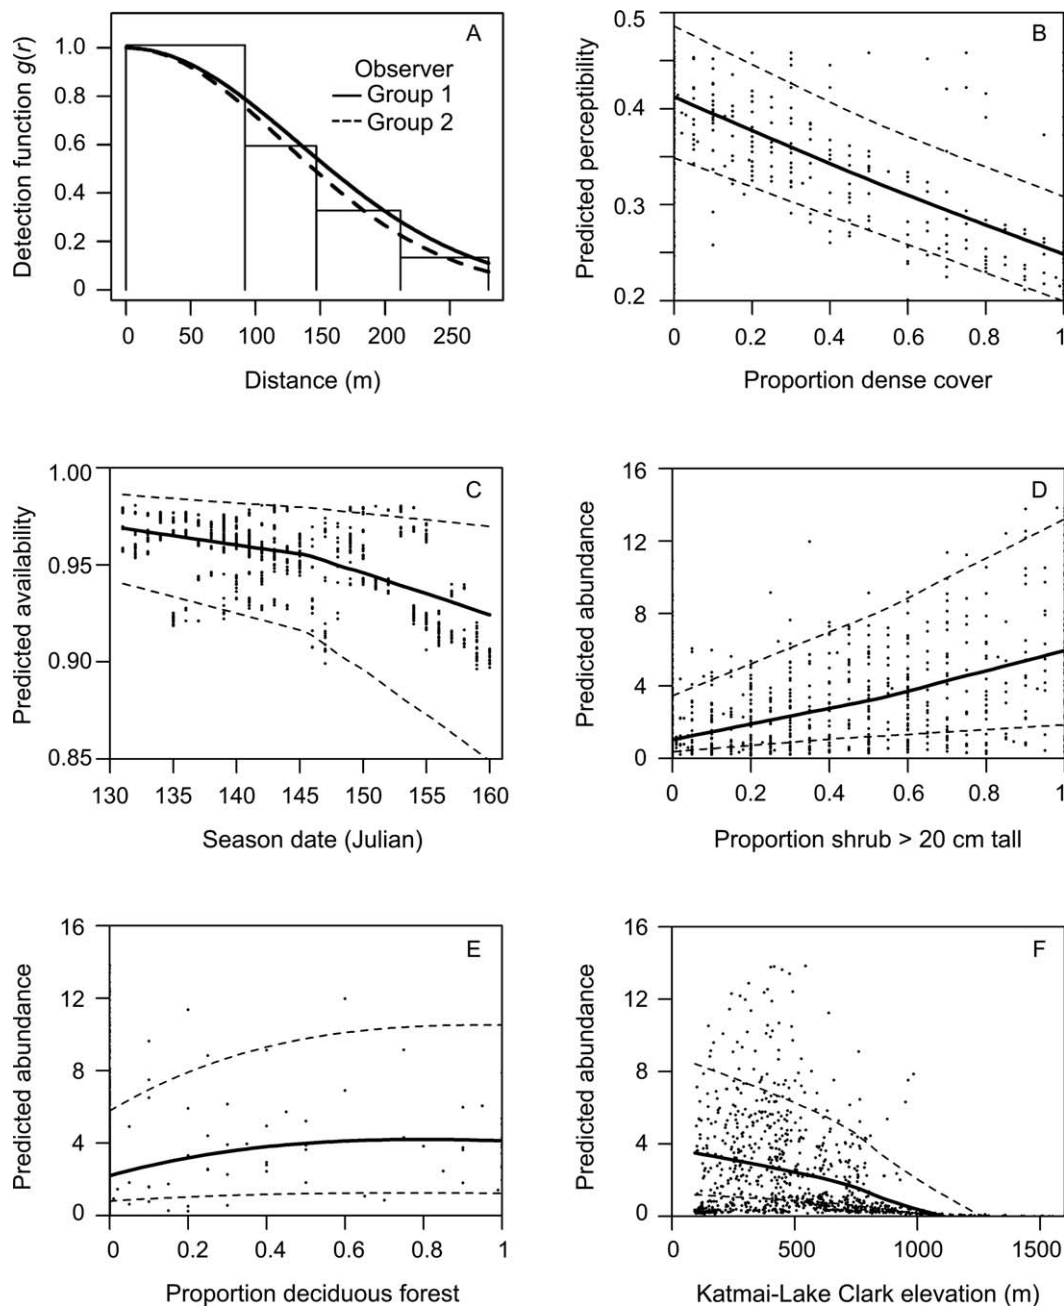 A
Detection function g(r)
1.0
0.8
0.6
0.4
0.2
0
Observer
Group 1
Group 2
0 50 100 150 200 250
Distance (m)
B
Predicted perceptibility
0.5
0.4
0.3
0.2
0 0.2 0.4 0.6 0.8 1
Proportion dense cover
C
Predicted availability
1.00
0.95
0.90
0.85
130 135 140 145 150 155 160
Season date (Julian)
D
Predicted abundance
16
12
8
4
0
0 0.2 0.4 0.6 0.8 1
Proportion shrub > 20 cm tall
E
Predicted abundance
16
12
8
4
0
0 0.2 0.4 0.6 0.8 1
Proportion deciduous forest
F
Predicted abundance
16
12
8
4
0
0 500 1000 1500
Katmai-Lake Clark elevation (m)